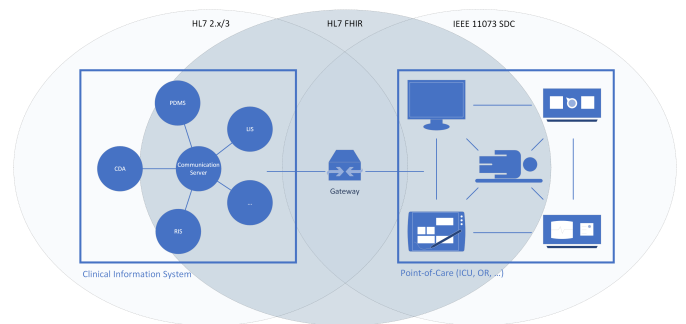 HL7 2.x/3
HL7 FHIR
IEEE 11073 SDC
PDMS
LIS
CDA
Communication
Server
Gateway
...
RIS
Clinical Information System
Point-of-Care (ICU, OR, ...)